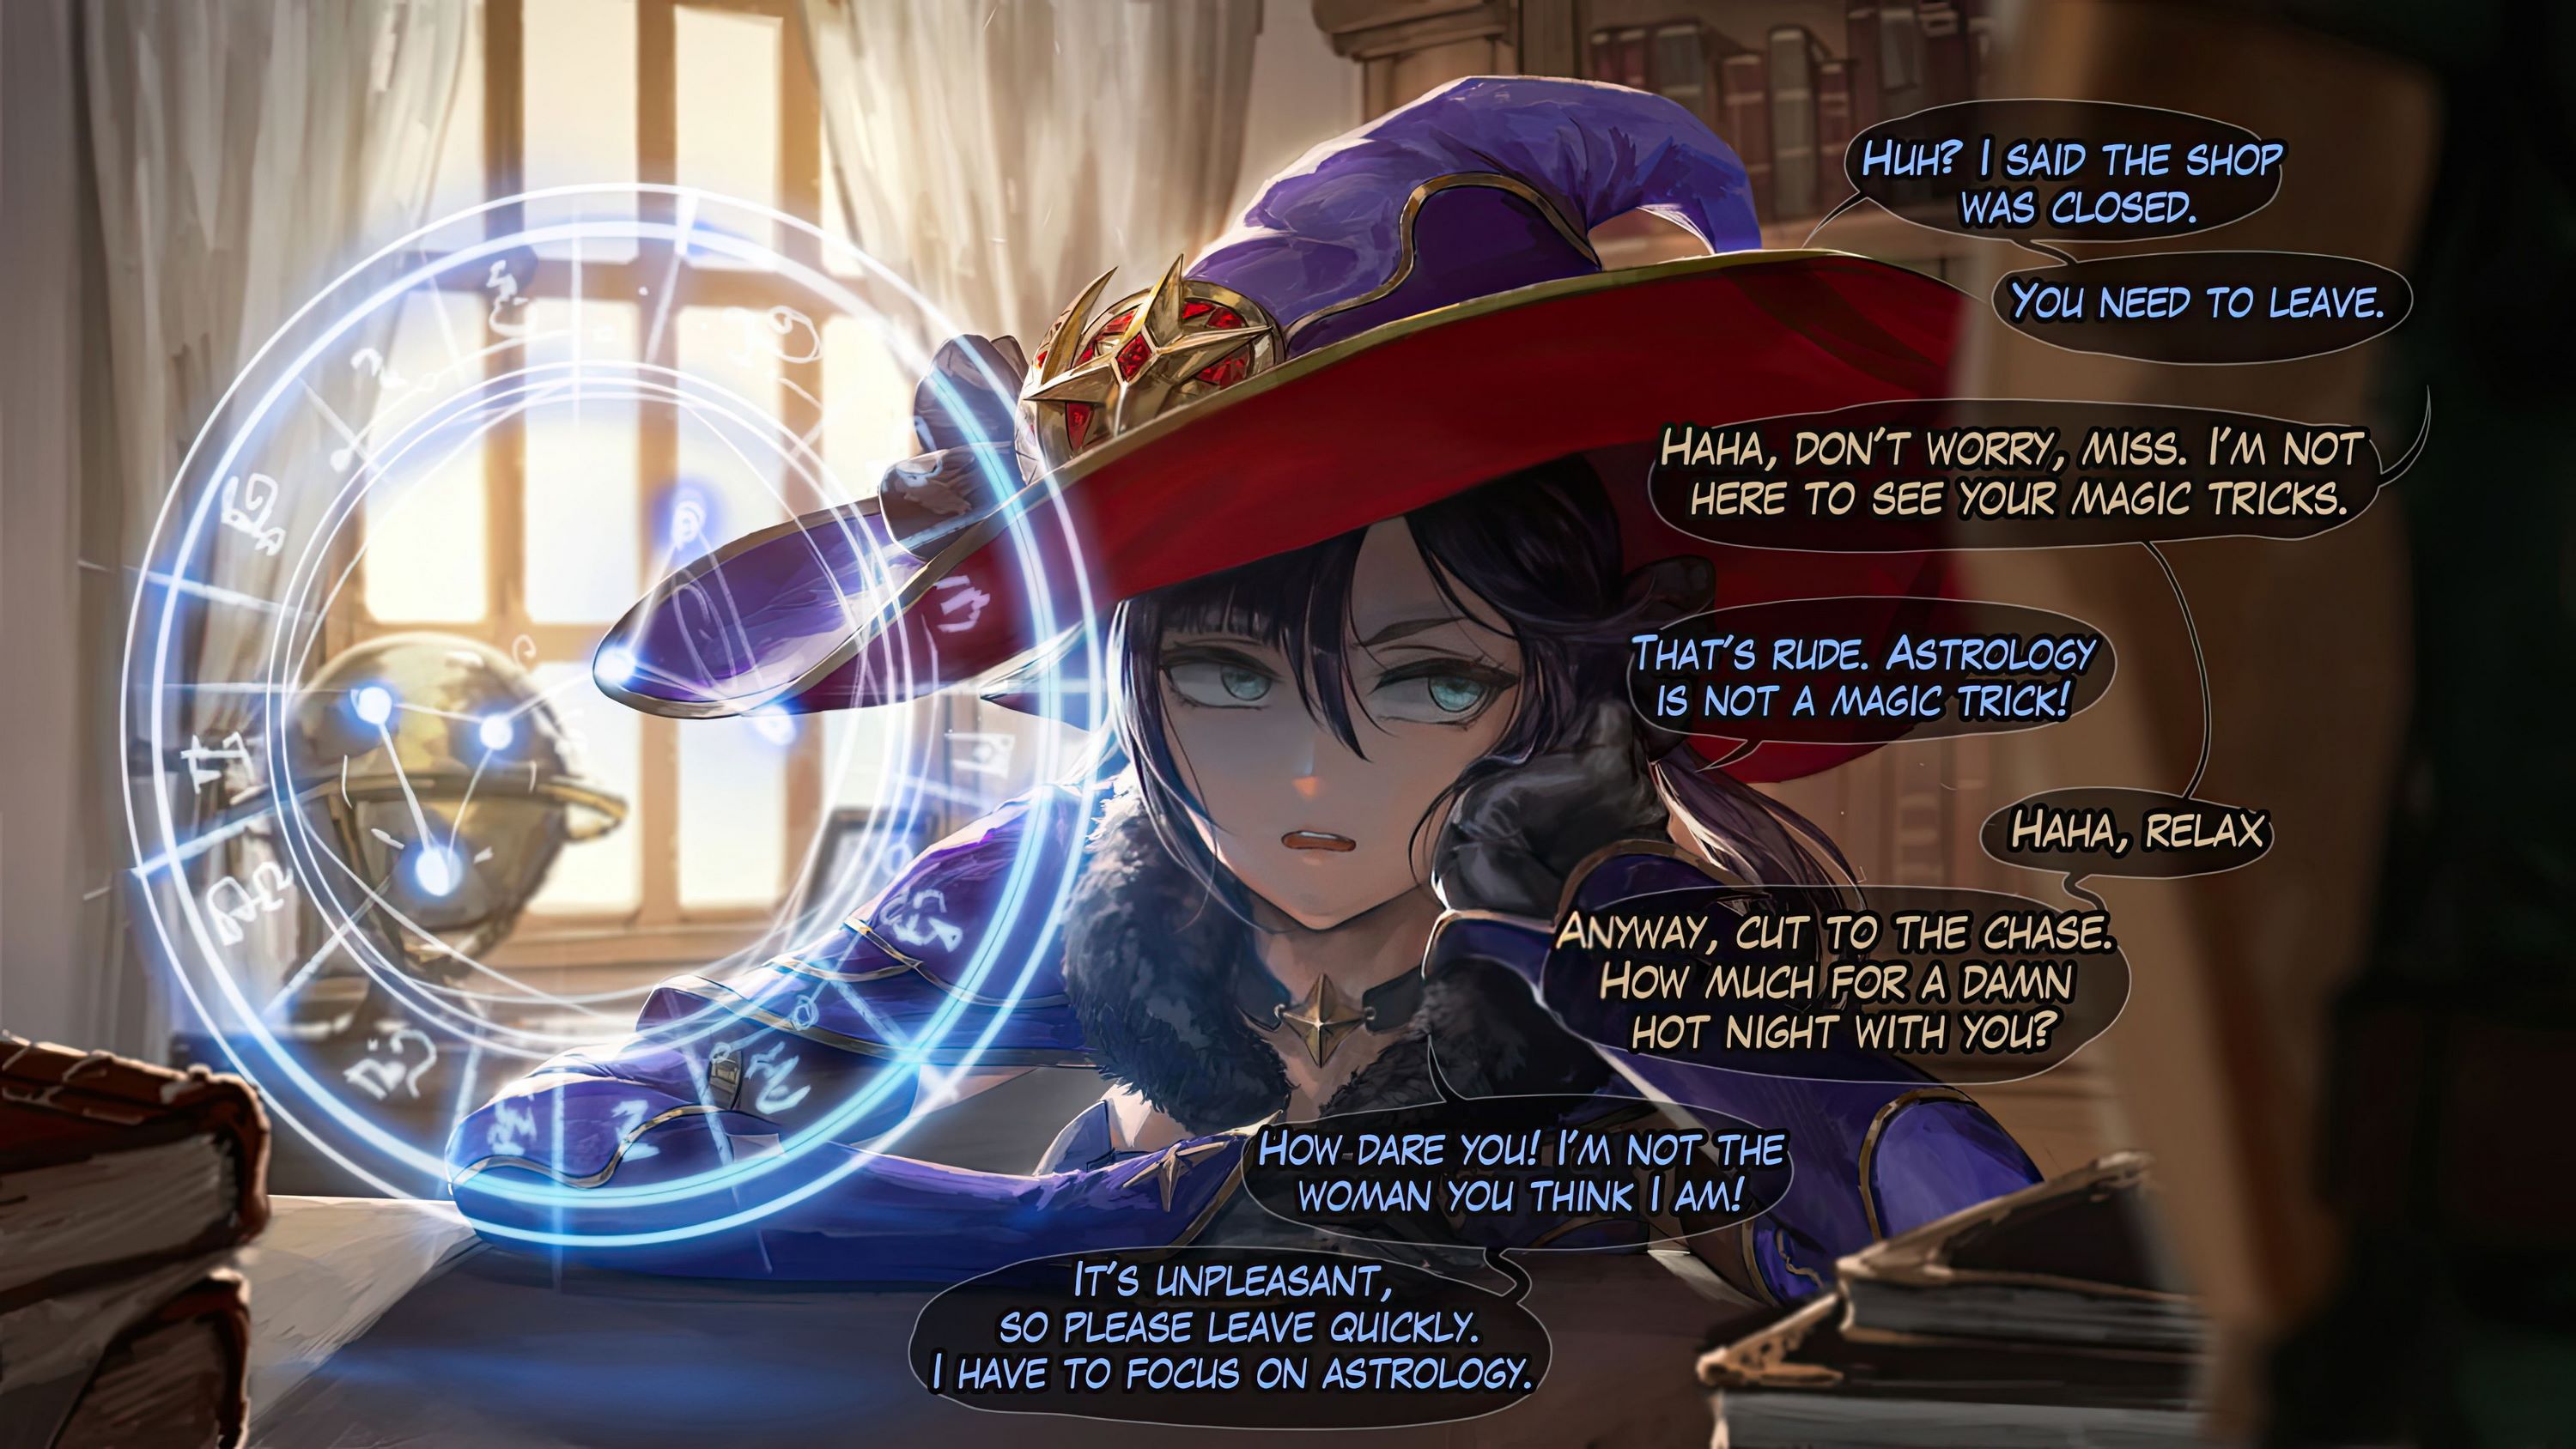 Huh? I said the shop
was closed.
You need to leave.
Haha, don't worry, miss. I'm not
here to see your magic tricks.
That's rude. Astrology
is not a magic trick!
Haha, relax
Anyway, cut to the chase.
How much for a damn
hot night with you?
How dare you! I'm not the
woman you think I am!
It's unpleasant,
so please leave quickly.
I have to focus on astrology.